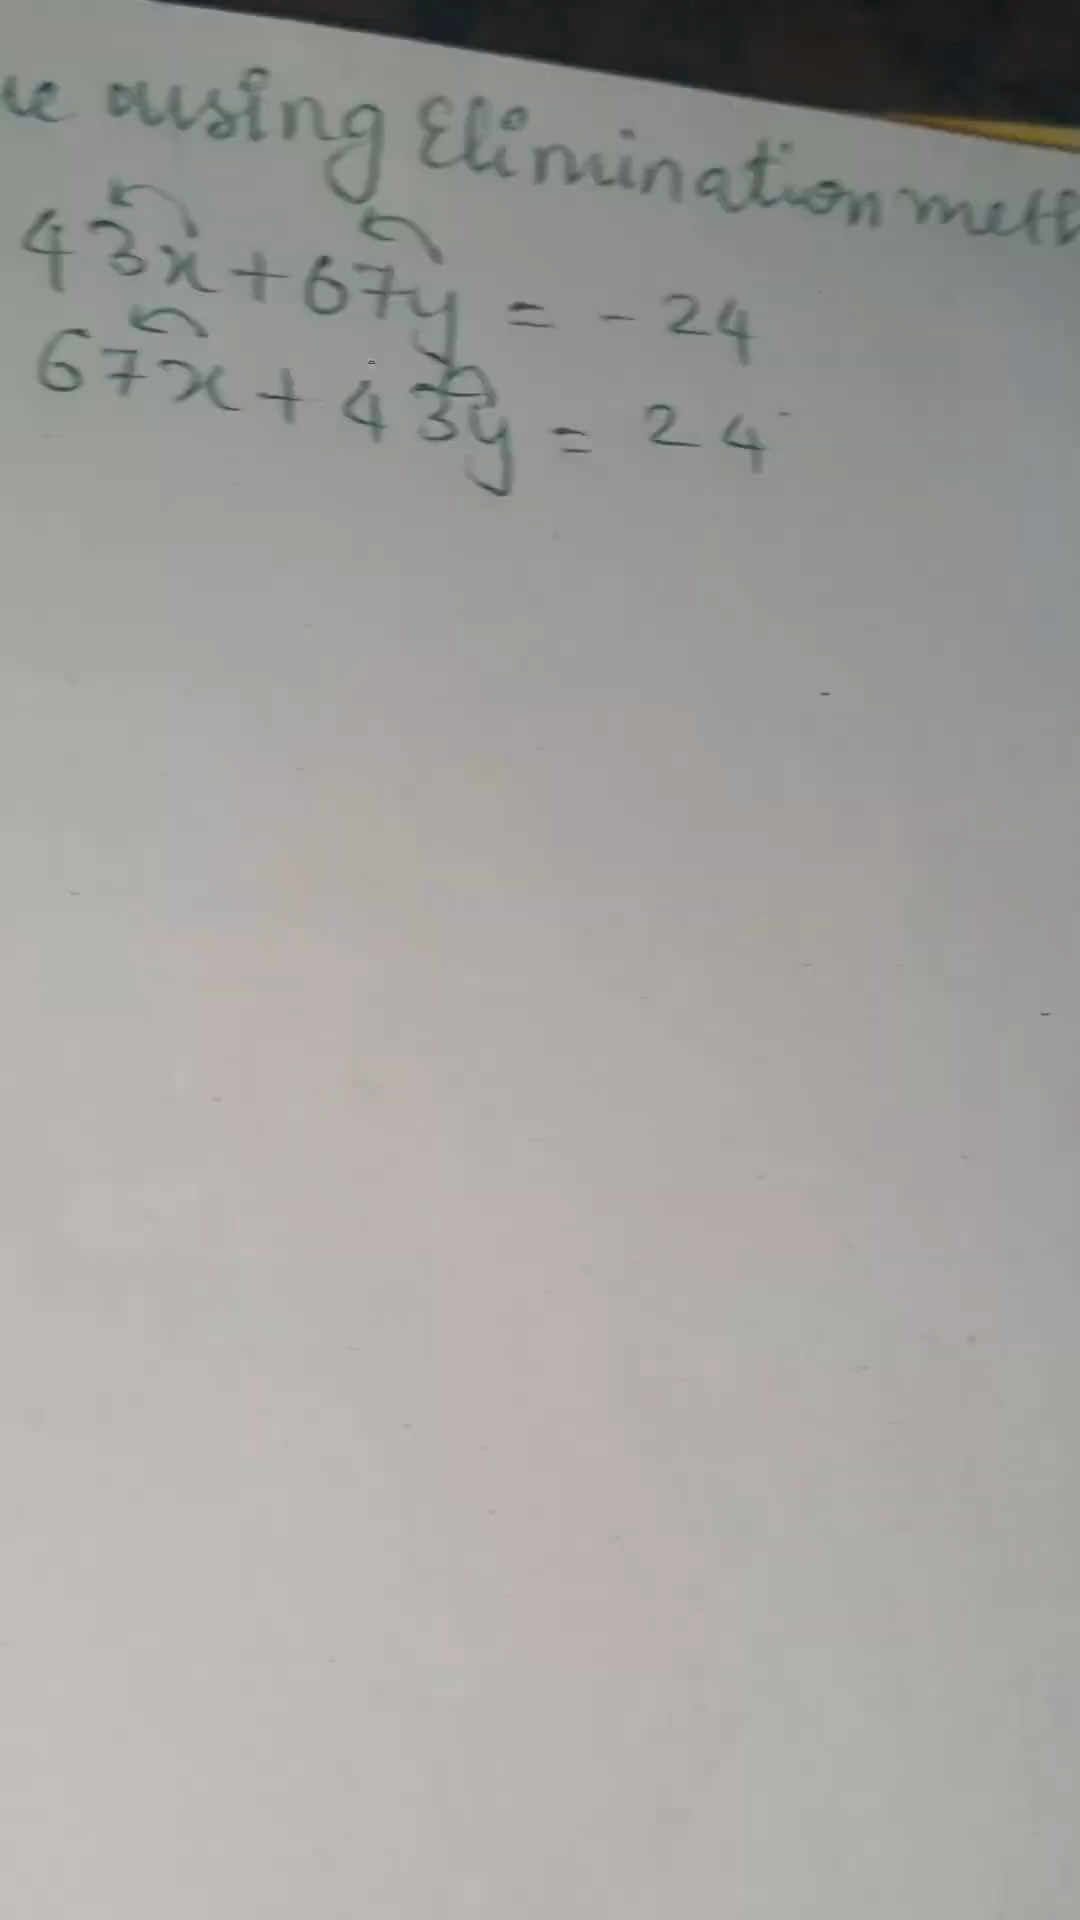 using Elimination
43x + 67y = - 24
67x + 43y = 24